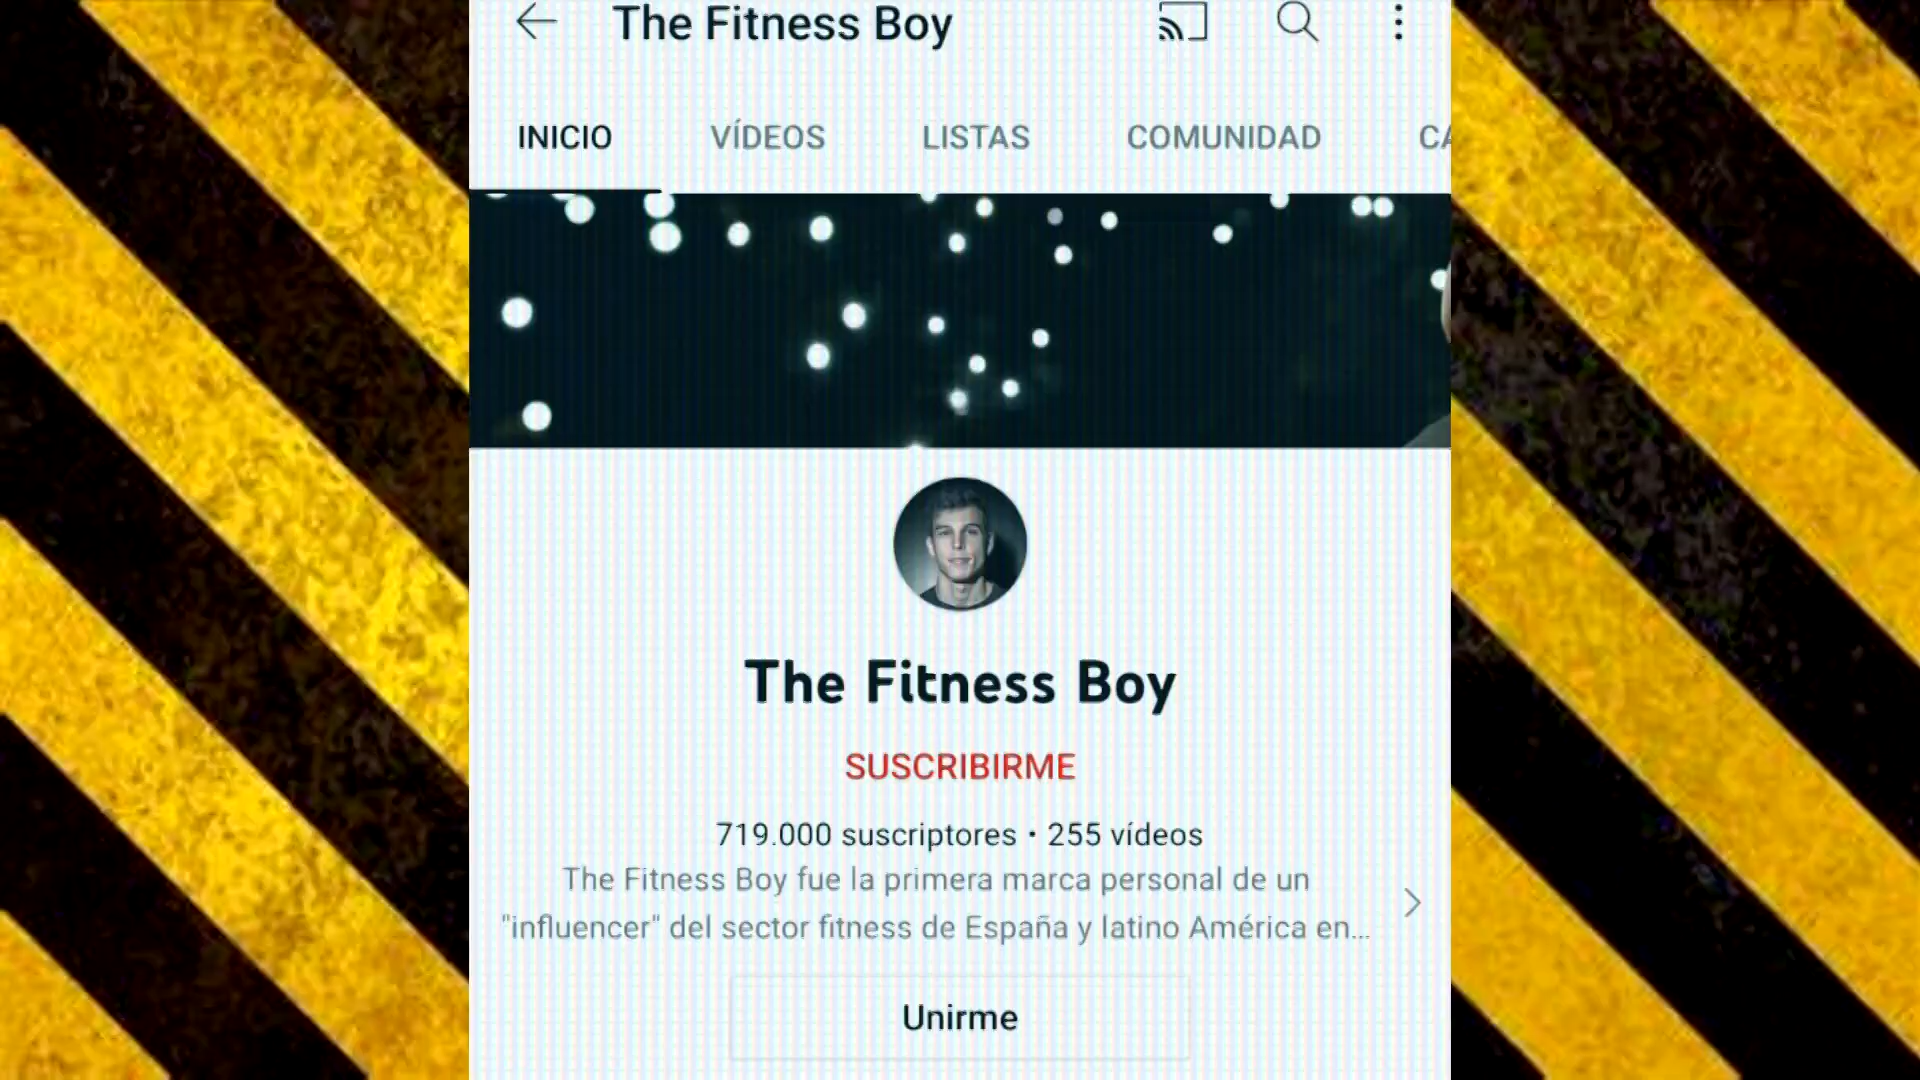 The Fitness Boy
INICIO VÍDEOS LISTAS COMUNIDAD CA
The Fitness Boy
SUSCRIBIRME
719.000 suscriptores • 255 vídeos
The Fitness Boy fue la primera marca personal de un
"influencer" del sector fitness de España y latino América en...
Unirme